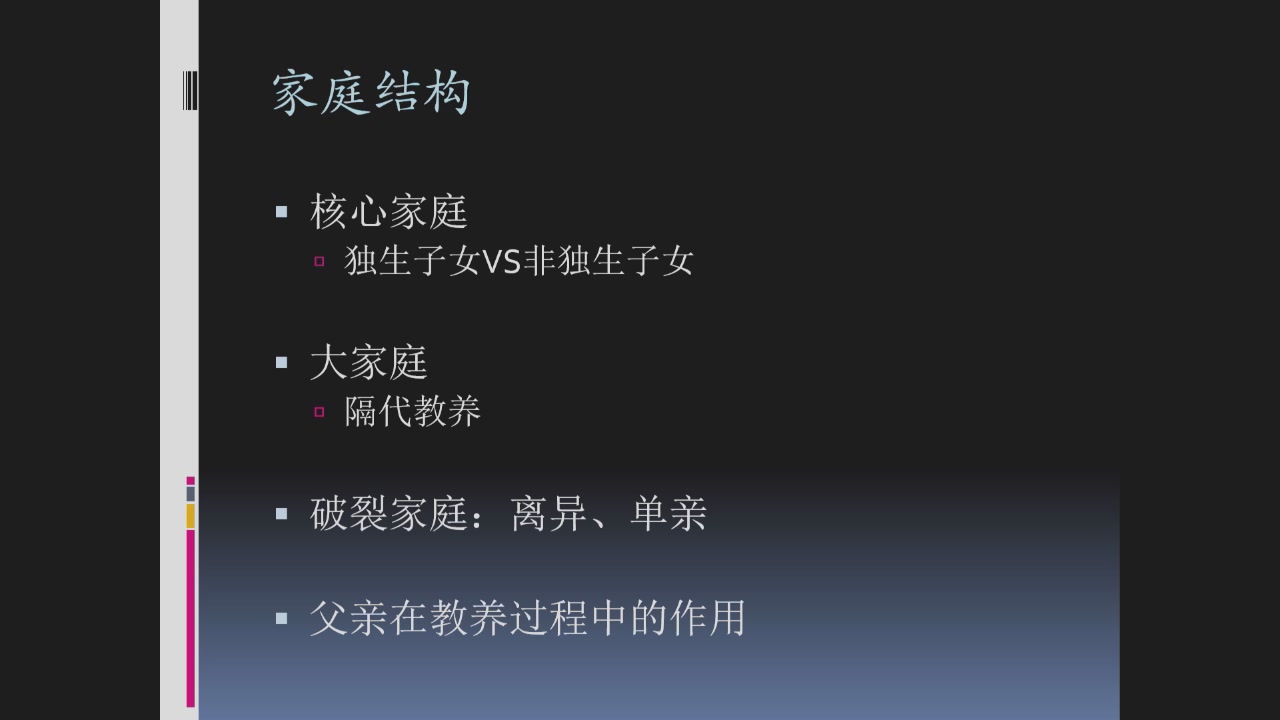 家庭结构
核心家庭
独生子女VS非独生子女
大家庭
隔代教养
破裂家庭：离异、单亲
父亲在教养过程中的作用